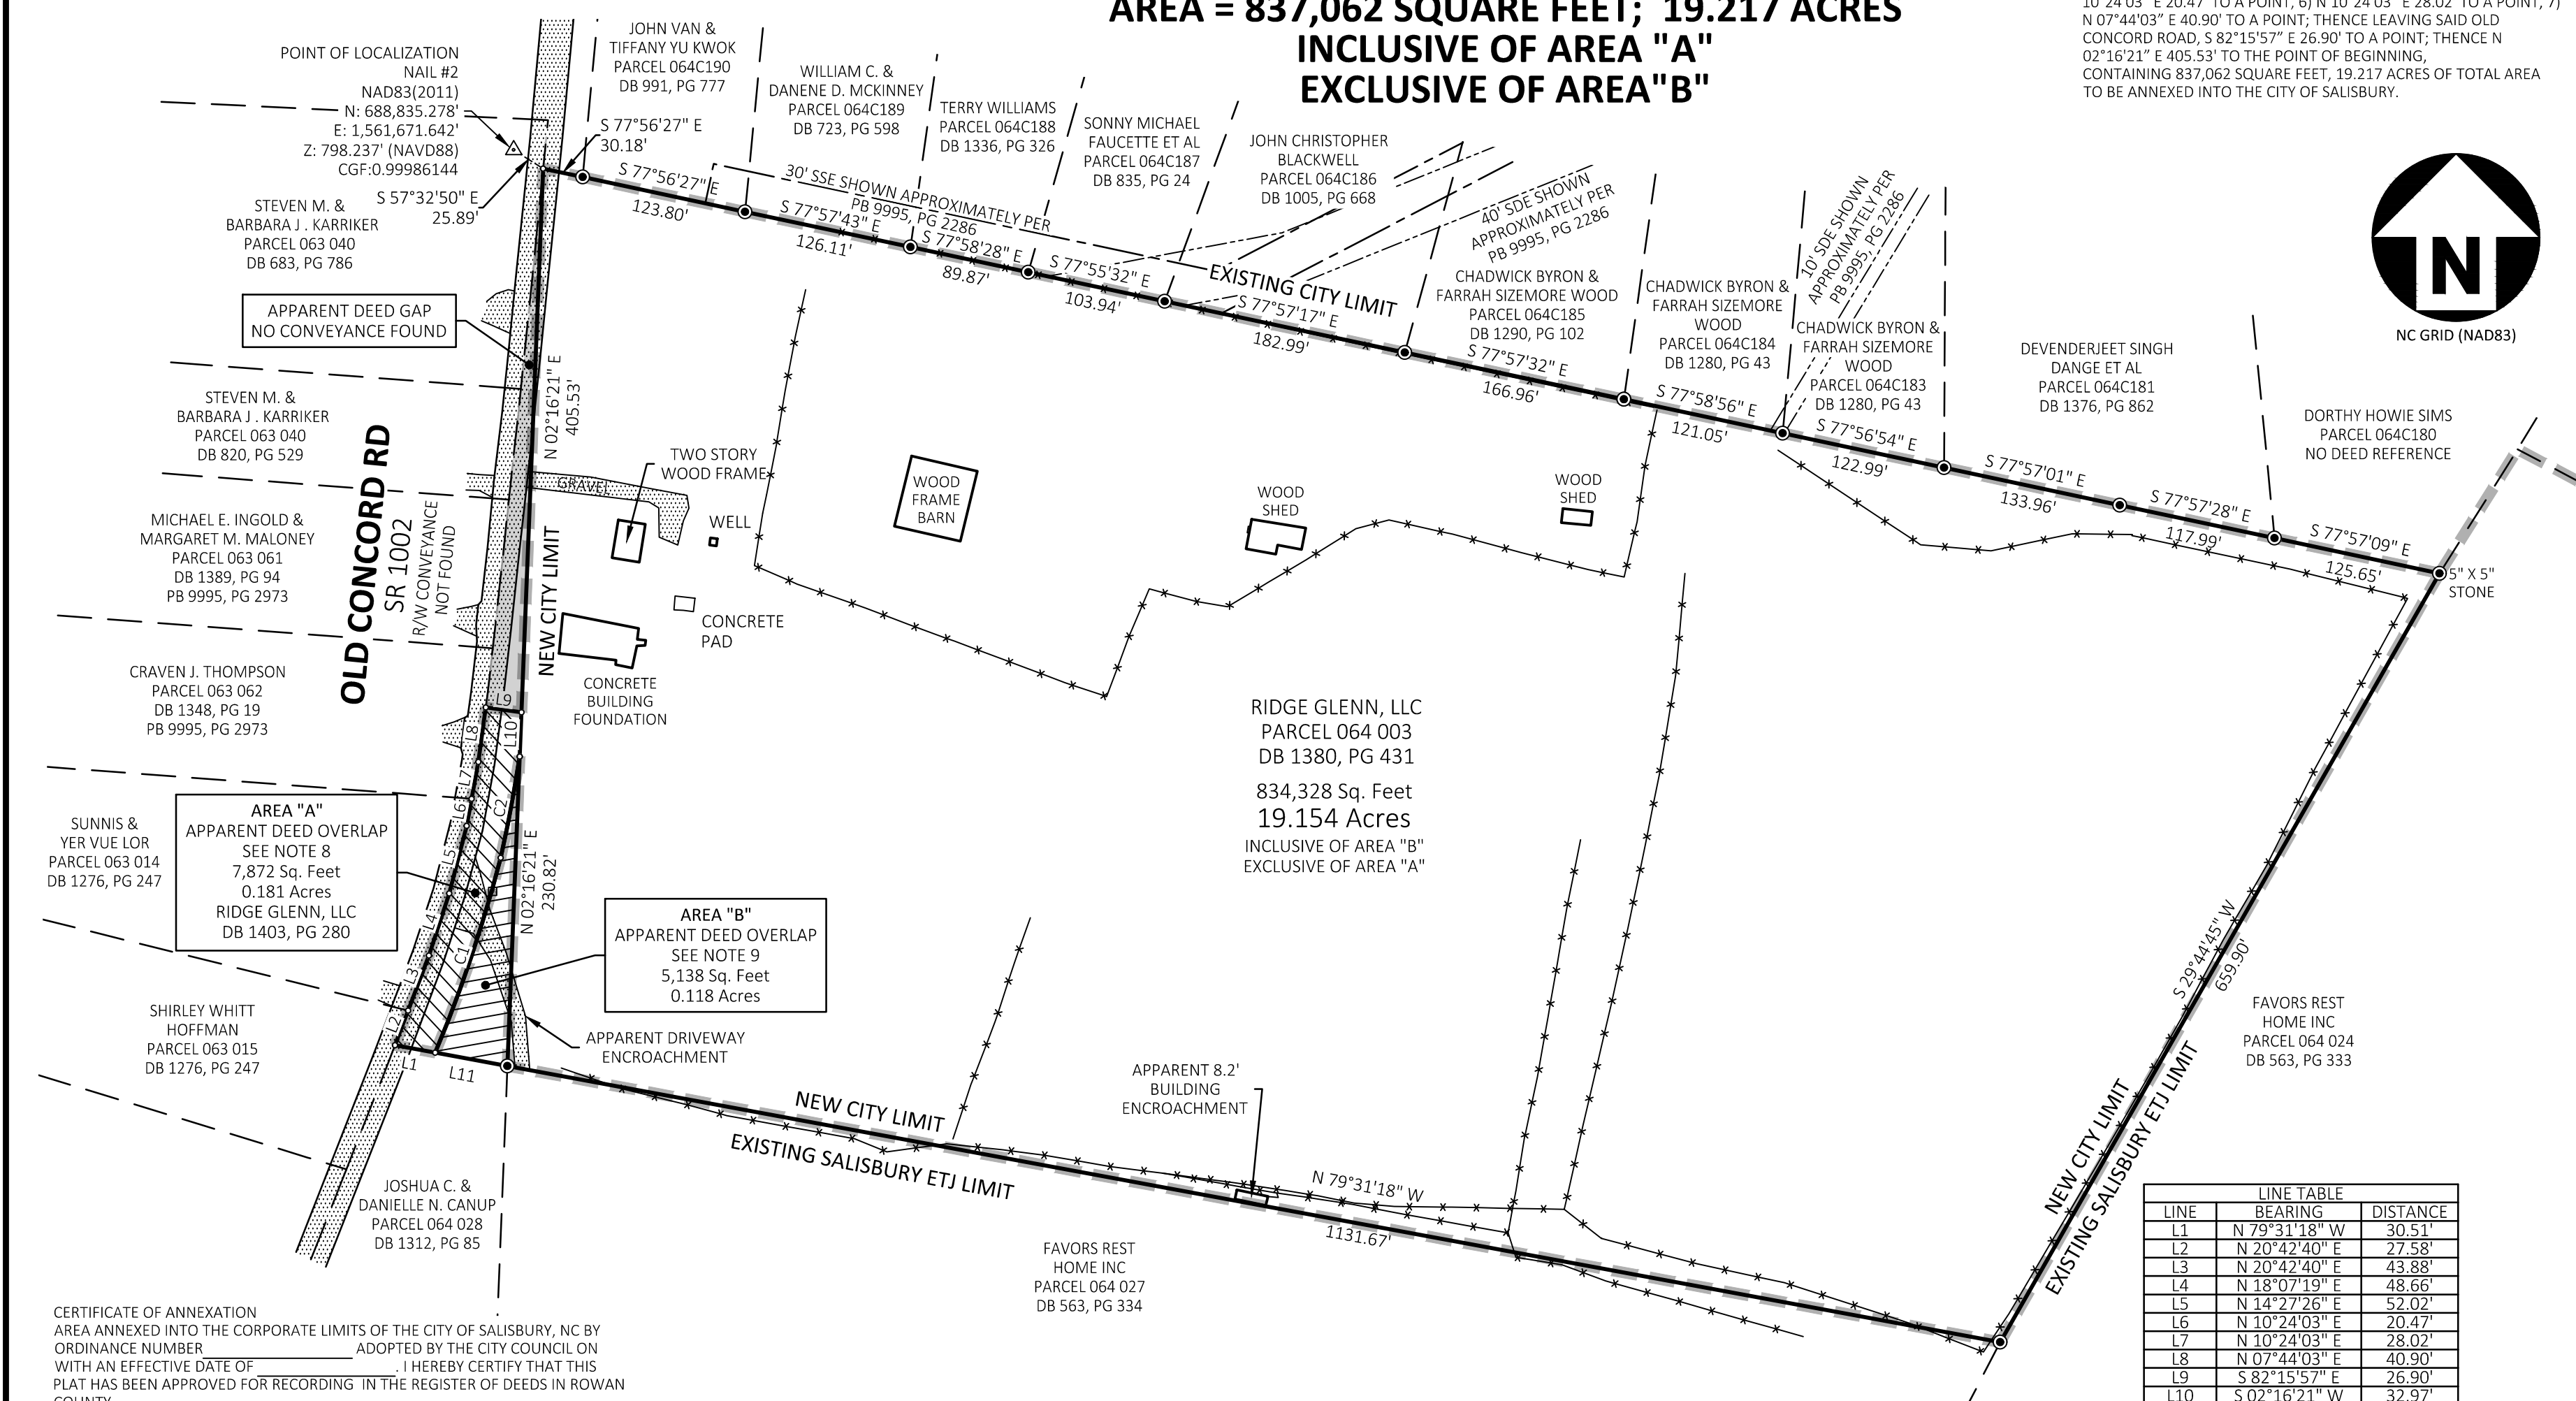 AREA = 837,062 SQUARE FEET;  19.217 ACRES
INCLUSIVE OF AREA "A"
EXCLUSIVE OF AREA"B"
10°24'03” E 20.47' TO A POINT, 6) N 10°24'03” E 28.02' TO A POINT, 7)
N 07°44'03” E 40.90' TO A POINT; THENCE LEAVING SAID OLD
CONCORD ROAD, S 82°15'57” E 26.90' TO A POINT; THENCE N
02°16'21” E 405.53' TO THE POINT OF BEGINNING,
CONTAINING 837,062 SQUARE FEET, 19.217 ACRES OF TOTAL AREA
TO BE ANNEXED INTO THE CITY OF SALISBURY.
POINT OF LOCALIZATION
NAIL #2
NAD83(2011)
N: 688,835.278'
E: 1,561,671.642'
Z: 798.237' (NAVD88)
CGF:0.99986144
S 57°32'50" E
25.89'
S 77°56'27" E
30.18'
JOHN VAN &
TIFFANY YU KWOK
PARCEL 064C190
DB 991, PG 777
WILLIAM C. &
DANENE D. MCKINNEY
PARCEL 064C189
DB 723, PG 598
TERRY WILLIAMS
PARCEL 064C188
DB 1336, PG 326
SONNY MICHAEL
FAUCETTE ET AL
PARCEL 064C187
DB 835, PG 24
JOHN CHRISTOPHER
BLACKWELL
PARCEL 064C186
DB 1005, PG 668
40' SDE SHOWN
APPROXIMATELY PER
PB 9995, PG 2286
CHADWICK BYRON &
FARRAH SIZEMORE WOOD
PARCEL 064C185
DB 1290, PG 102
CHADWICK BYRON &
FARRAH SIZEMORE
WOOD
PARCEL 064C184
DB 1280, PG 43
10' SDE SHOWN
APPROXIMATELY PER
PB 9995, PG 2286
CHADWICK BYRON &
FARRAH SIZEMORE
WOOD
PARCEL 064C183
DB 1280, PG 43
DEVENDERJEET SINGH
DANGE ET AL
PARCEL 064C181
DB 1376, PG 862
DORTHY HOWIE SIMS
PARCEL 064C180
NO DEED REFERENCE
N
NC GRID (NAD83)
30' SSE SHOWN APPROXIMATELY PER
PB 9995, PG 2286
S 77°56'27" E
123.80'
S 77°57'43" E
126.11'
S 77°58'28" E
89.87'
S 77°55'32" E
103.94'
EXISTING CITY LIMIT
S 77°57'17" E
182.99'
S 77°57'32" E
166.96'
S 77°58'56" E
121.05'
S 77°56'54" E
122.99'
S 77°57'01" E
133.96'
S 77°57'28" E
117.99'
S 77°57'09" E
125.65'
5" X 5"
STONE
STEVEN M. &
BARBARA J . KARRIKER
PARCEL 063 040
DB 683, PG 786
APPARENT DEED GAP
NO CONVEYANCE FOUND
STEVEN M. &
BARBARA J . KARRIKER
PARCEL 063 040
DB 820, PG 529
MICHAEL E. INGOLD &
MARGARET M. MALONEY
PARCEL 063 061
DB 1389, PG 94
PB 9995, PG 2973
CRAVEN J. THOMPSON
PARCEL 063 062
DB 1348, PG 19
PB 9995, PG 2973
SUNNIS &
YER VUE LOR
PARCEL 063 014
DB 1276, PG 247
SHIRLEY WHITT
HOFFMAN
PARCEL 063 015
DB 1276, PG 247
JOSHUA C. &
DANIELLE N. CANUP
PARCEL 064 028
DB 1312, PG 85
OLD CONCORD RD
SR 1002
R/W CONVEYANCE
NOT FOUND
N 02°16'21" E
405.53'
NEW CITY LIMIT
GRAVEL
TWO STORY
WOOD FRAME
WELL
CONCRETE
PAD
CONCRETE
BUILDING
FOUNDATION
WOOD
FRAME
BARN
WOOD
SHED
WOOD
SHED
RIDGE GLENN, LLC
PARCEL 064 003
DB 1380, PG 431
834,328 Sq. Feet
19.154 Acres
INCLUSIVE OF AREA "B"
EXCLUSIVE OF AREA "A"
L9
L10
L8
L7
L6
L5
L4
L3
L2
L1
L11
C2
C1
N 02°16'21" E
230.82'
AREA "A"
APPARENT DEED OVERLAP
SEE NOTE 8
7,872 Sq. Feet
0.181 Acres
RIDGE GLENN, LLC
DB 1403, PG 280
AREA "B"
APPARENT DEED OVERLAP
SEE NOTE 9
5,138 Sq. Feet
0.118 Acres
APPARENT DRIVEWAY
ENCROACHMENT
APPARENT 8.2'
BUILDING
ENCROACHMENT
NEW CITY LIMIT
EXISTING SALISBURY ETJ LIMIT
N 79°31'18" W
1131.67'
FAVORS REST
HOME INC
PARCEL 064 027
DB 563, PG 334
S 29°44'45" W
659.90'
NEW CITY LIMIT
EXISTING SALISBURY ETJ LIMIT
FAVORS REST
HOME INC
PARCEL 064 024
DB 563, PG 333
LINE TABLE
LINE BEARING DISTANCE
L1 N 79°31'18" W 30.51'
L2 N 20°42'40" E 27.58'
L3 N 20°42'40" E 43.88'
L4 N 18°07'19" E 48.66'
L5 N 14°27'26" E 52.02'
L6 N 10°24'03" E 20.47'
L7 N 10°24'03" E 28.02'
L8 N 07°44'03" E 40.90'
L9 S 82°15'57" E 26.90'
L10 S 02°16'21" W 32.97'
CERTIFICATE OF ANNEXATION
AREA ANNEXED INTO THE CORPORATE LIMITS OF THE CITY OF SALISBURY, NC BY
ORDINANCE NUMBER ADOPTED BY THE CITY COUNCIL ON
WITH AN EFFECTIVE DATE OF . I HEREBY CERTIFY THAT THIS
PLAT HAS BEEN APPROVED FOR RECORDING  IN THE REGISTER OF DEEDS IN ROWAN
COUNTY